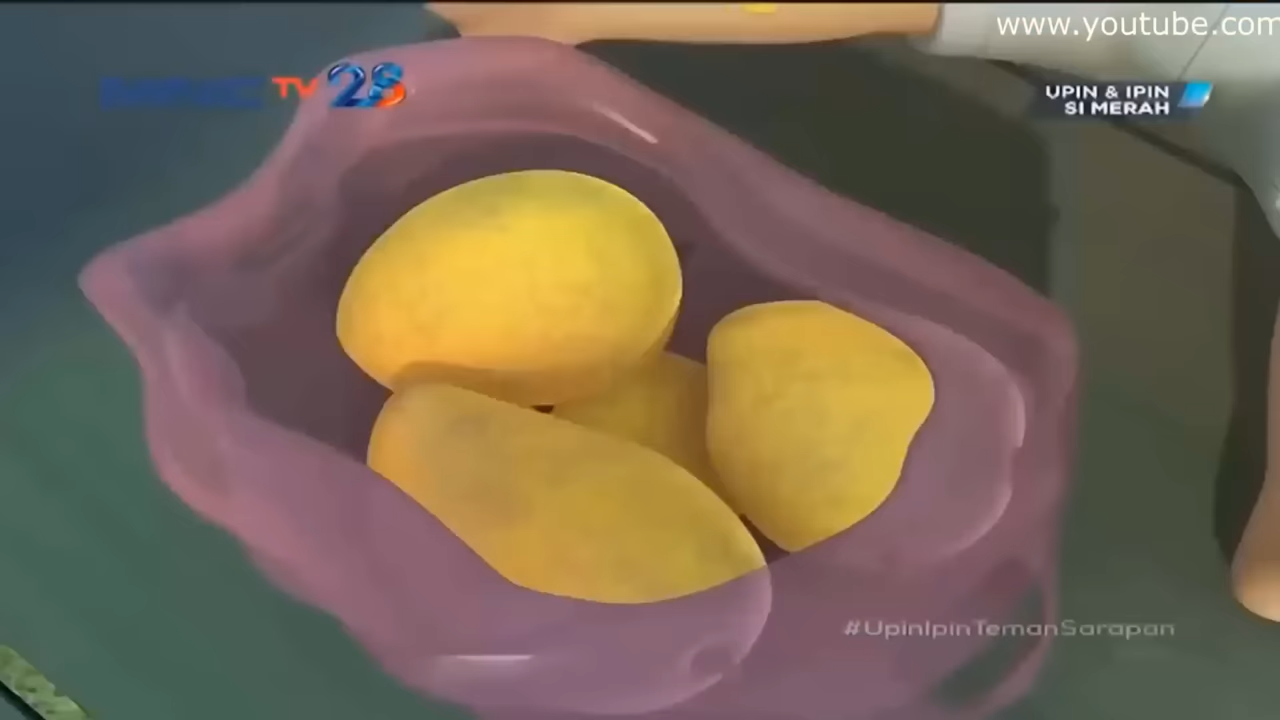 www.youtube.com
TV 28
UPIN & IPIN
SI MERAH
#UpinIpinTemanSarapan